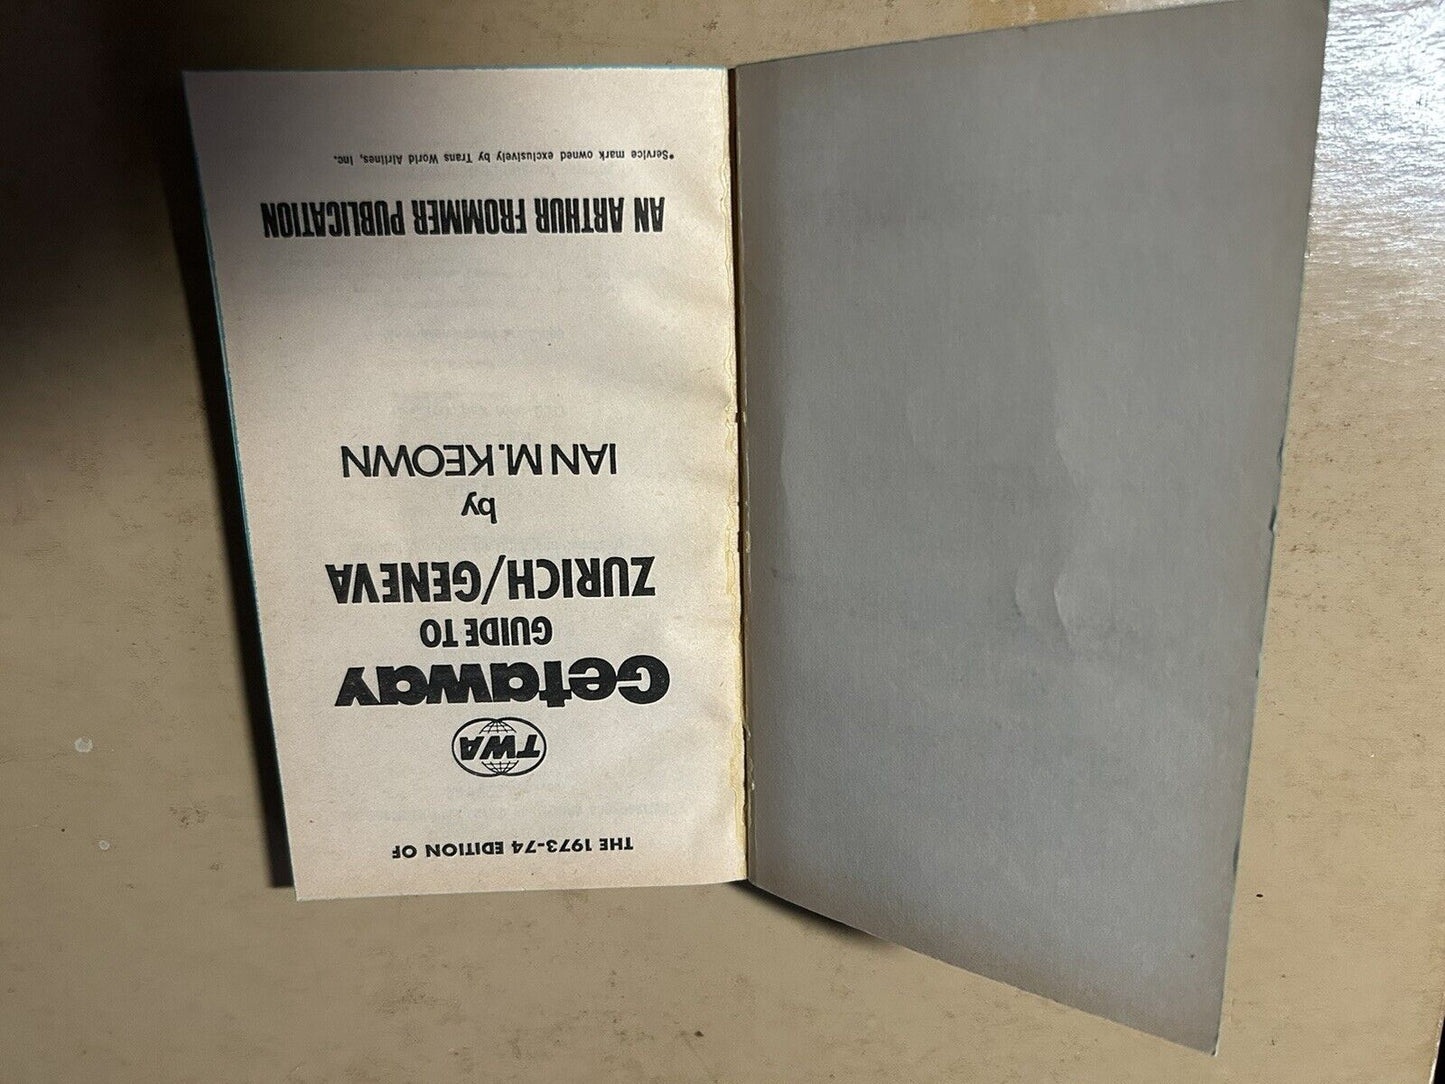 THE 1973-74 EDITION OF
TWA
Getaway
GUIDE TO
ZURICH/GENEVA
by
IAN M. KEOWN
AN ARTHUR FROMMER PUBLICATION
*Service mark owned exclusively by Trans World Airlines, Inc.